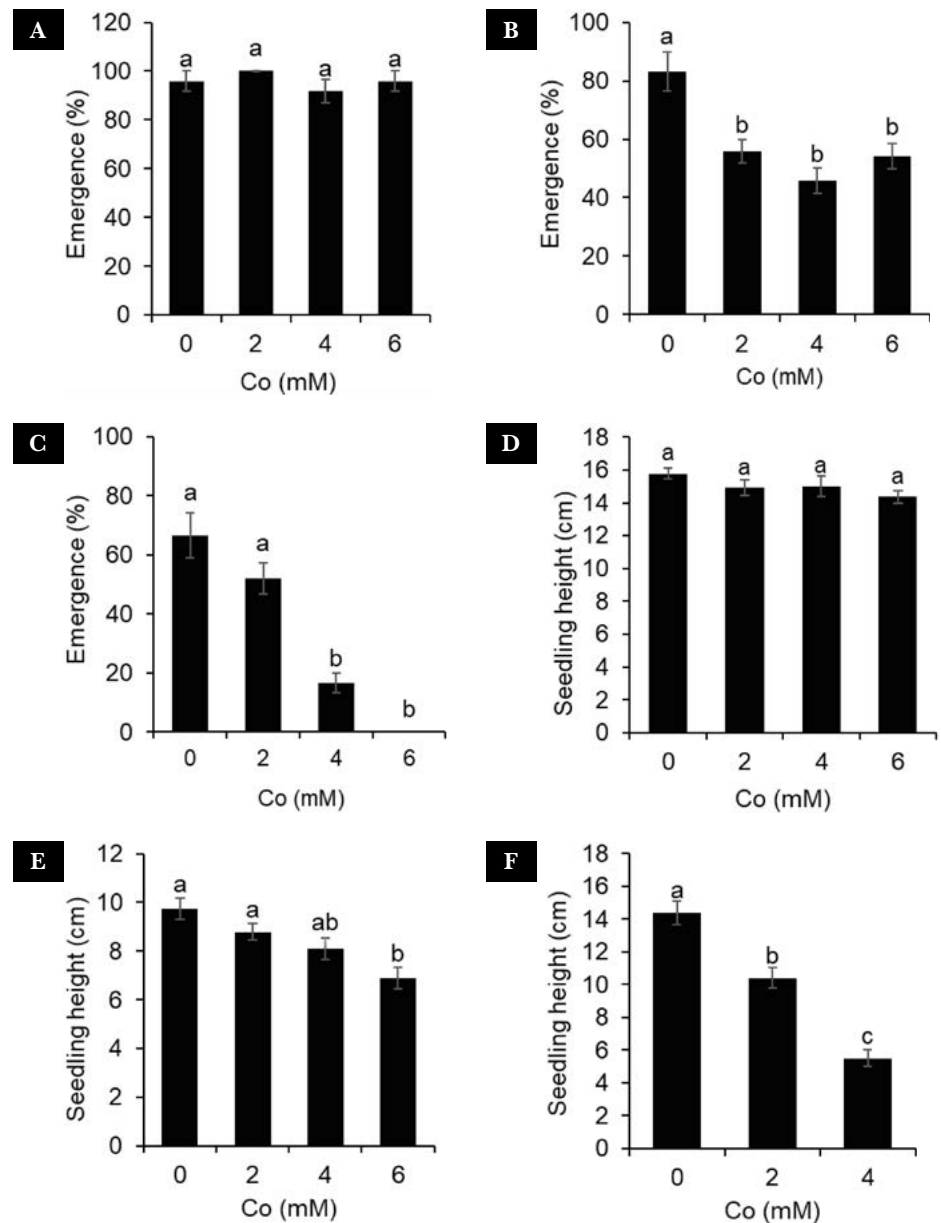 A
Emergence (%)
120
100
80
60
40
20
0
a
a
a
a
0 2 4 6
Co (mM)
B
Emergence (%)
100
80
60
40
20
0
a
b
b
b
0 2 4 6
Co (mM)
C
Emergence (%)
100
80
60
40
20
0
a
a
b
b
0 2 4 6
Co (mM)
D
Seedling height (cm)
18
16
14
12
10
8
6
4
2
0
a
a
a
a
0 2 4 6
Co (mM)
E
Seedling height (cm)
12
10
8
6
4
2
0
a
a
ab
b
0 2 4 6
Co (mM)
F
Seedling height (cm)
18
16
14
12
10
8
6
4
2
0
a
b
c
0 2 4
Co (mM)